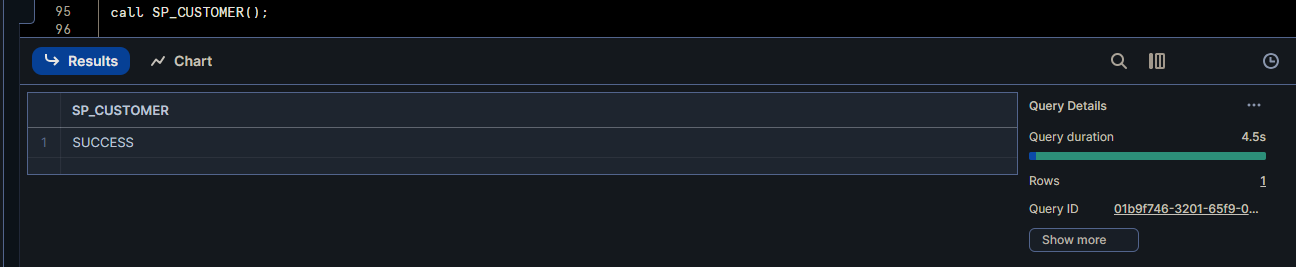 95 call SP_CUSTOMER();
96
Results Chart
SP_CUSTOMER
1 SUCCESS
Query Details ...
Query duration 4.5s
Rows 1
Query ID 01b9f746-3201-65f9-0...
Show more